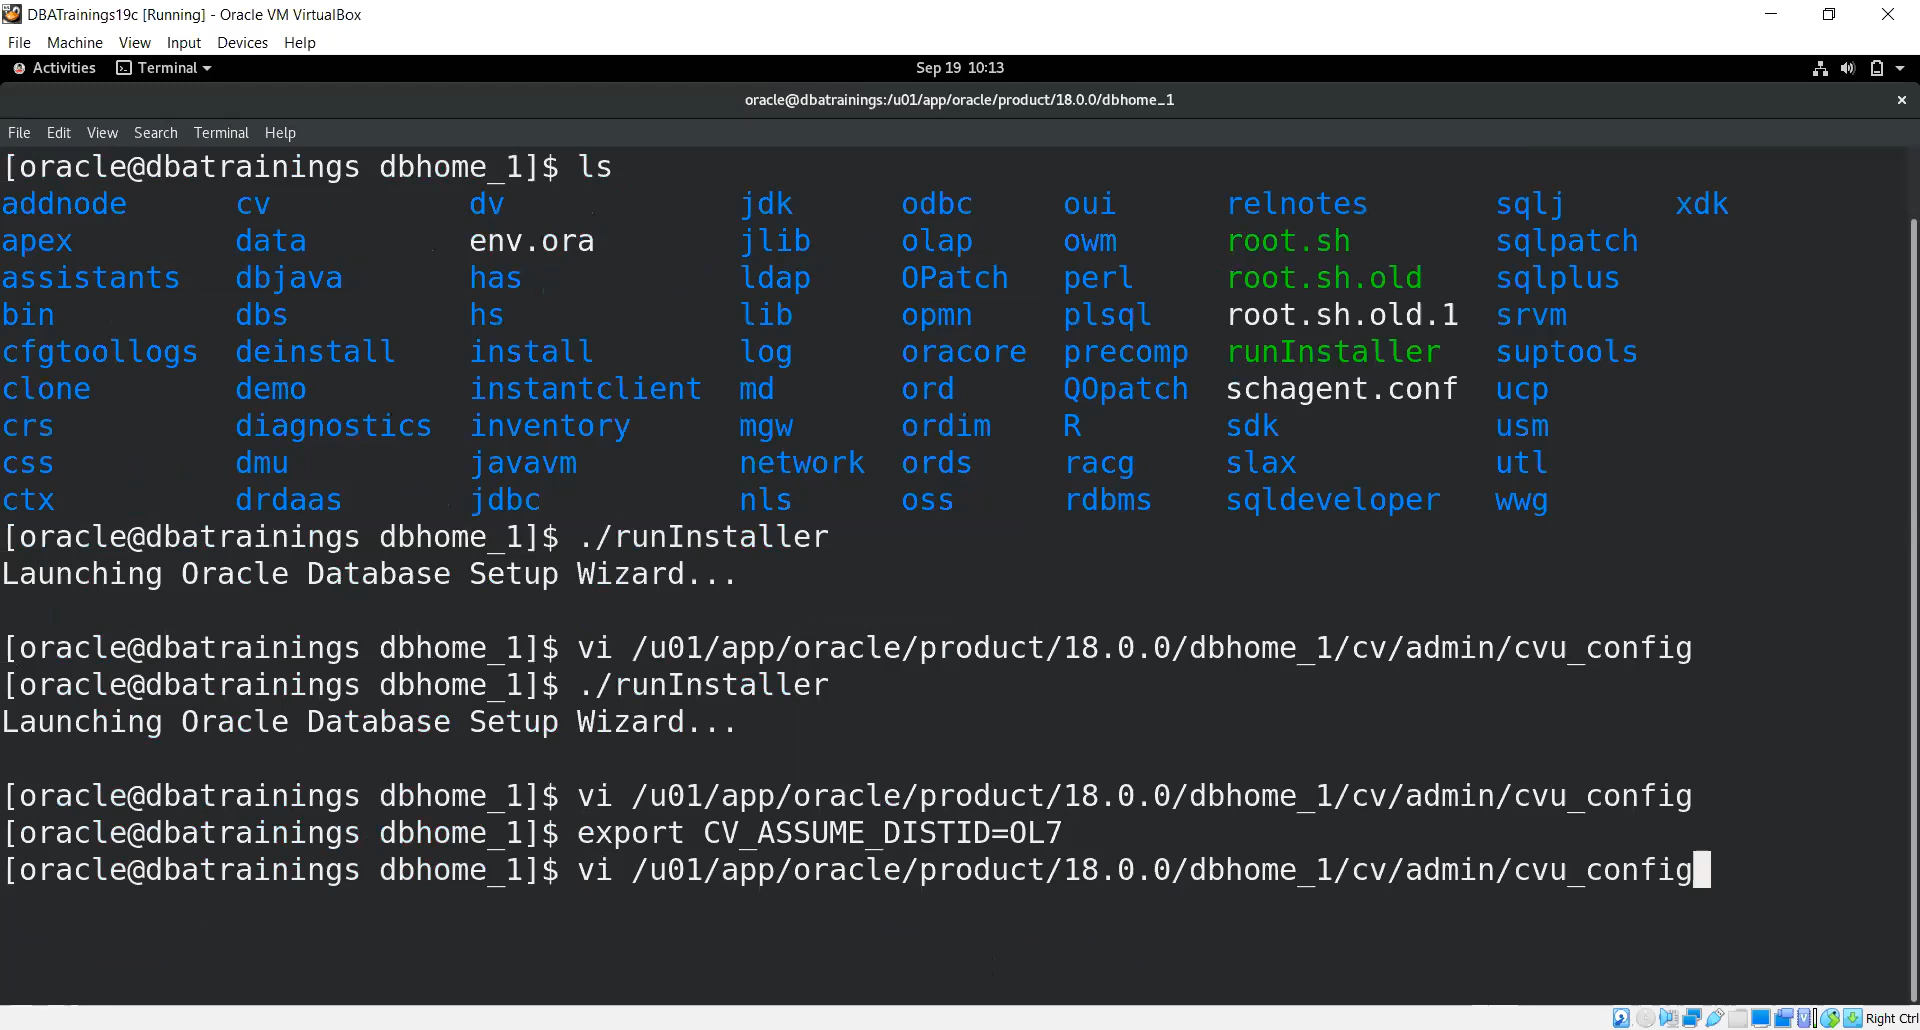 DBATrainings19c [Running] - Oracle VM VirtualBox
File Machine View Input Devices Help
Activities Terminal Sep 19 10:13
oracle@dbatrainings:/u01/app/oracle/product/18.0.0/dbhome_1
File Edit View Search Terminal Help
[oracle@dbatrainings dbhome_1]$ ls
addnode cv dv jdk odbc oui relnotes sqlj xdk
apex data env.ora jlib olap owm root.sh sqlpatch
assistants dbjava has ldap OPatch perl root.sh.old sqlplus
bin dbs hs lib opmn plsql root.sh.old.1 srvm
cfgtoollogs deinstall install log oracore precomp runInstaller suptools
clone demo instantclient md ord QOpatch schagent.conf ucp
crs diagnostics inventory mgw ordim R sdk usm
css dmu javavm network ords racg slax utl
ctx drdaas jdbc nls oss rdbms sqldeveloper wwg
[oracle@dbatrainings dbhome_1]$ ./runInstaller
Launching Oracle Database Setup Wizard...
[oracle@dbatrainings dbhome_1]$ vi /u01/app/oracle/product/18.0.0/dbhome_1/cv/admin/cvu_config
[oracle@dbatrainings dbhome_1]$ ./runInstaller
Launching Oracle Database Setup Wizard...
[oracle@dbatrainings dbhome_1]$ vi /u01/app/oracle/product/18.0.0/dbhome_1/cv/admin/cvu_config
[oracle@dbatrainings dbhome_1]$ export CV_ASSUME_DISTID=OL7
[oracle@dbatrainings dbhome_1]$ vi /u01/app/oracle/product/18.0.0/dbhome_1/cv/admin/cvu_config
Right Ctrl